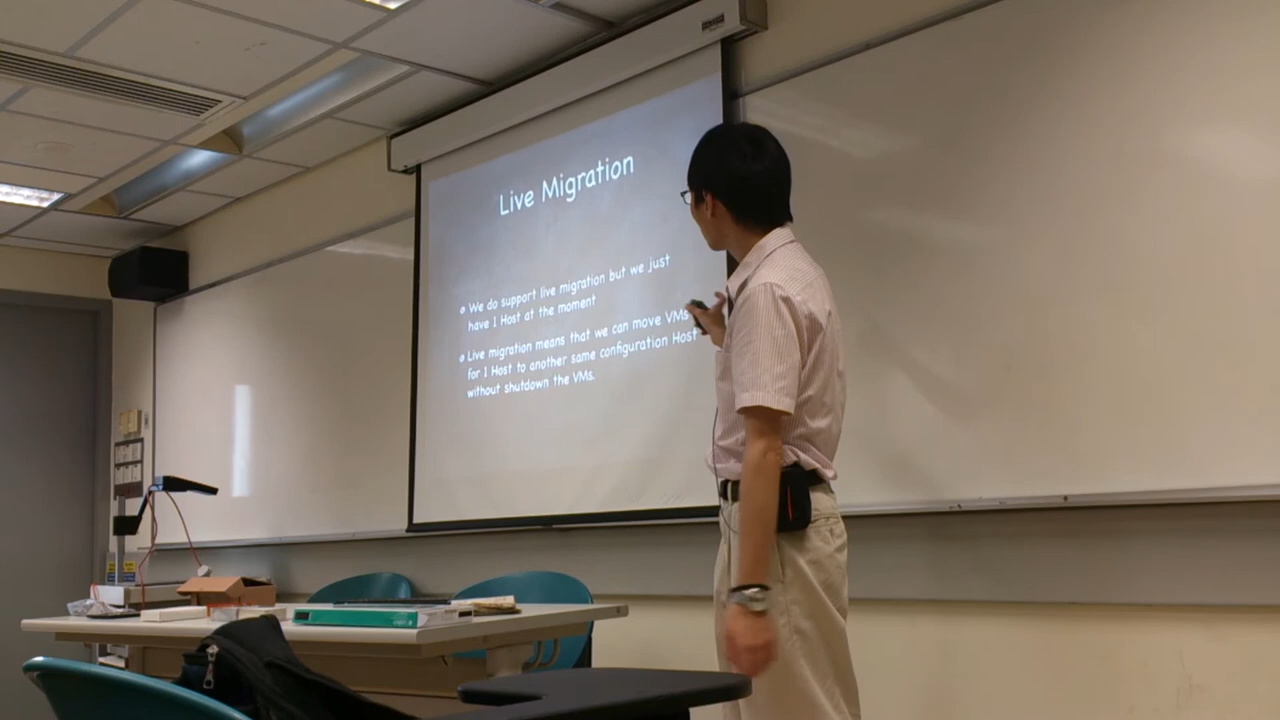 Live Migration
We do support live migration but we just
have 1 Host at the moment
Live migration means that we can move VMs
for 1 Host to another same configuration Host
without shutdown the VMs.